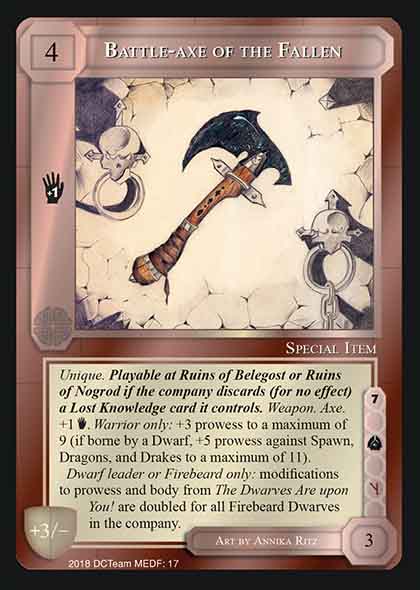 4
BATTLE-AXE OF THE FALLEN
+1
SPECIAL ITEM
Unique. Playable at Ruins of Belegost or Ruins
of Nogrod if the company discards (for no effect)
a Lost Knowledge card it controls. Weapon. Axe.
+1 . Warrior only: +3 prowess to a maximum of
9 (if borne by a Dwarf, +5 prowess against Spawn,
Dragons, and Drakes to a maximum of 11).
Dwarf leader or Firebeard only: modifications
to prowess and body from The Dwarves Are upon
You! are doubled for all Firebeard Dwarves
in the company.
7
+3/–
ART BY ANNIKA RITZ
3
2018 DCTeam MEDF: 17